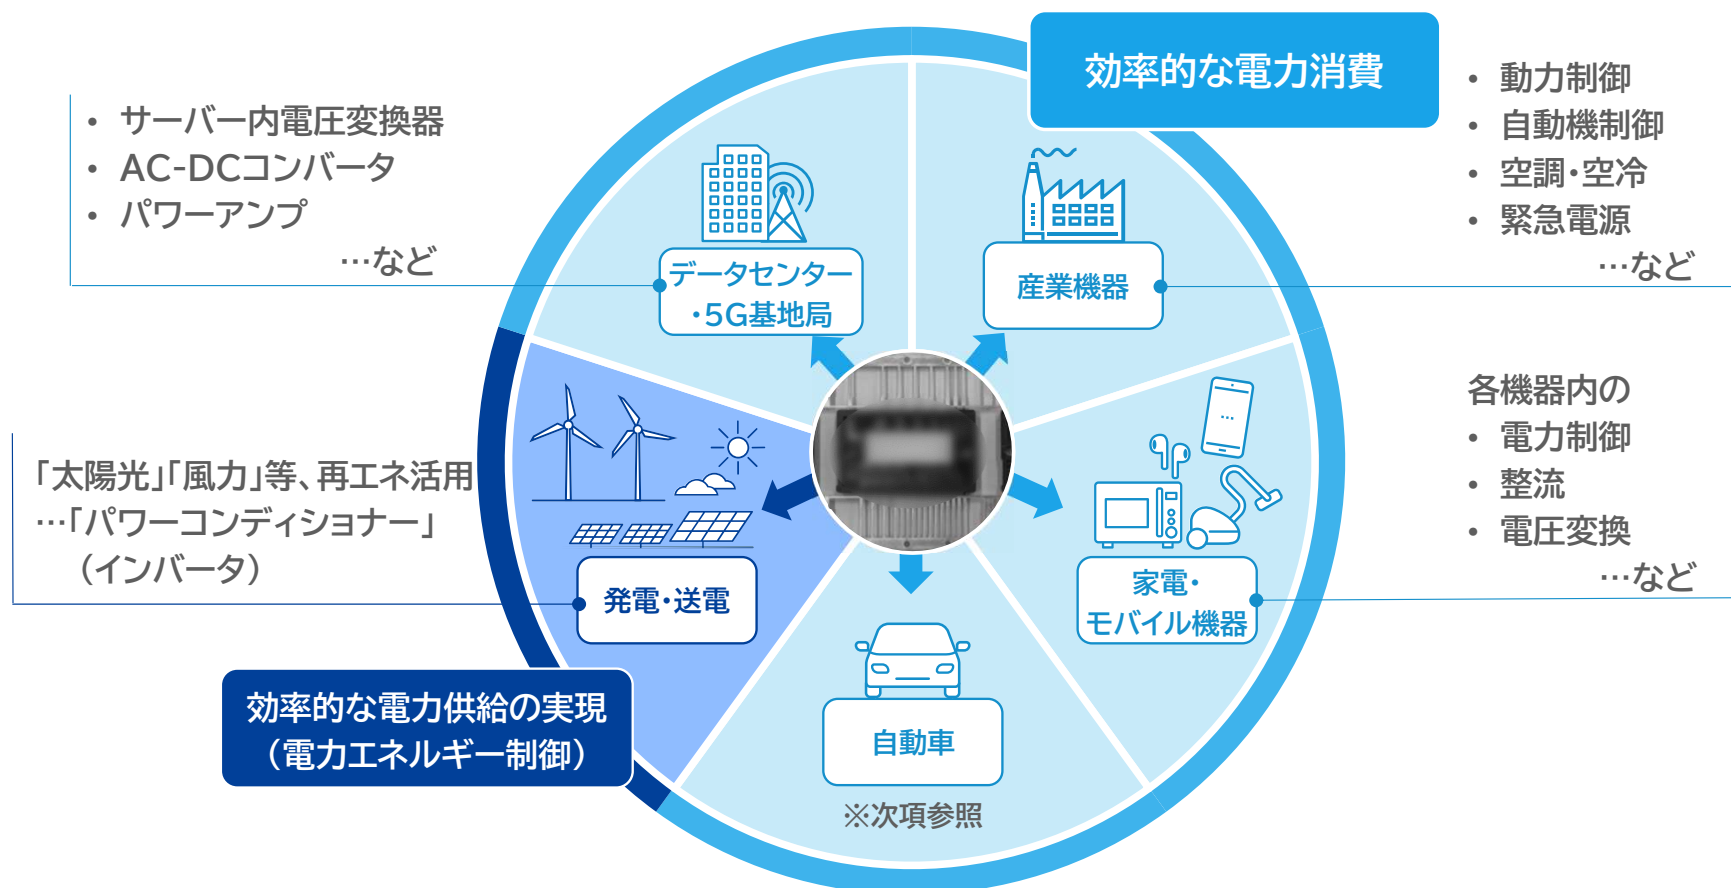 効率的な電力消費
・ サーバー内電圧変換器
・ AC-DCコンバータ
・ パワーアンプ
…など
データセンター
・5G基地局
産業機器
・ 動力制御
・ 自動機制御
・ 空調・空冷
・ 緊急電源
…など
「太陽光」「風力」等、再エネ活用
…「パワーコンディショナー」
（インバータ）
発電・送電
家電・
モバイル機器
各機器内の
・ 電力制御
・ 整流
・ 電圧変換
…など
効率的な電力供給の実現
（電力エネルギー制御）
自動車
※次項参照